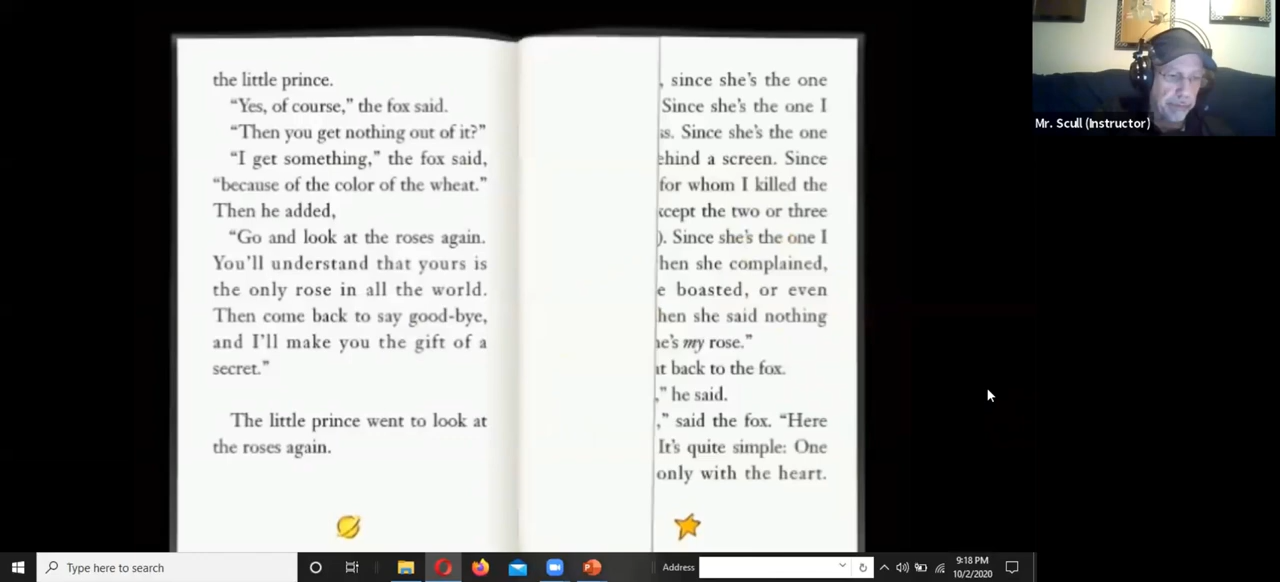 the little prince.
“Yes, of course,” the fox said.
“Then you get nothing out of it?”
“I get something,” the fox said,
“because of the color of the wheat.”
Then he added,
“Go and look at the roses again.
You’ll understand that yours is
the only rose in all the world.
Then come back to say good-bye,
and I’ll make you the gift of a
secret.”
The little prince went to look at
the roses again.
, since she’s the one
Since she’s the one I
. Since she’s the one
a screen. Since
for whom I killed the
the two or three
). Since she’s the one I
she complained,
boasted, or even
she said nothing
my rose.”
back to the fox.
,” he said.
,” said the fox. “Here
It’s quite simple: One
only with the heart.
Mr. Scull (Instructor)
Type here to search
Address
9:18 PM
10/2/2020